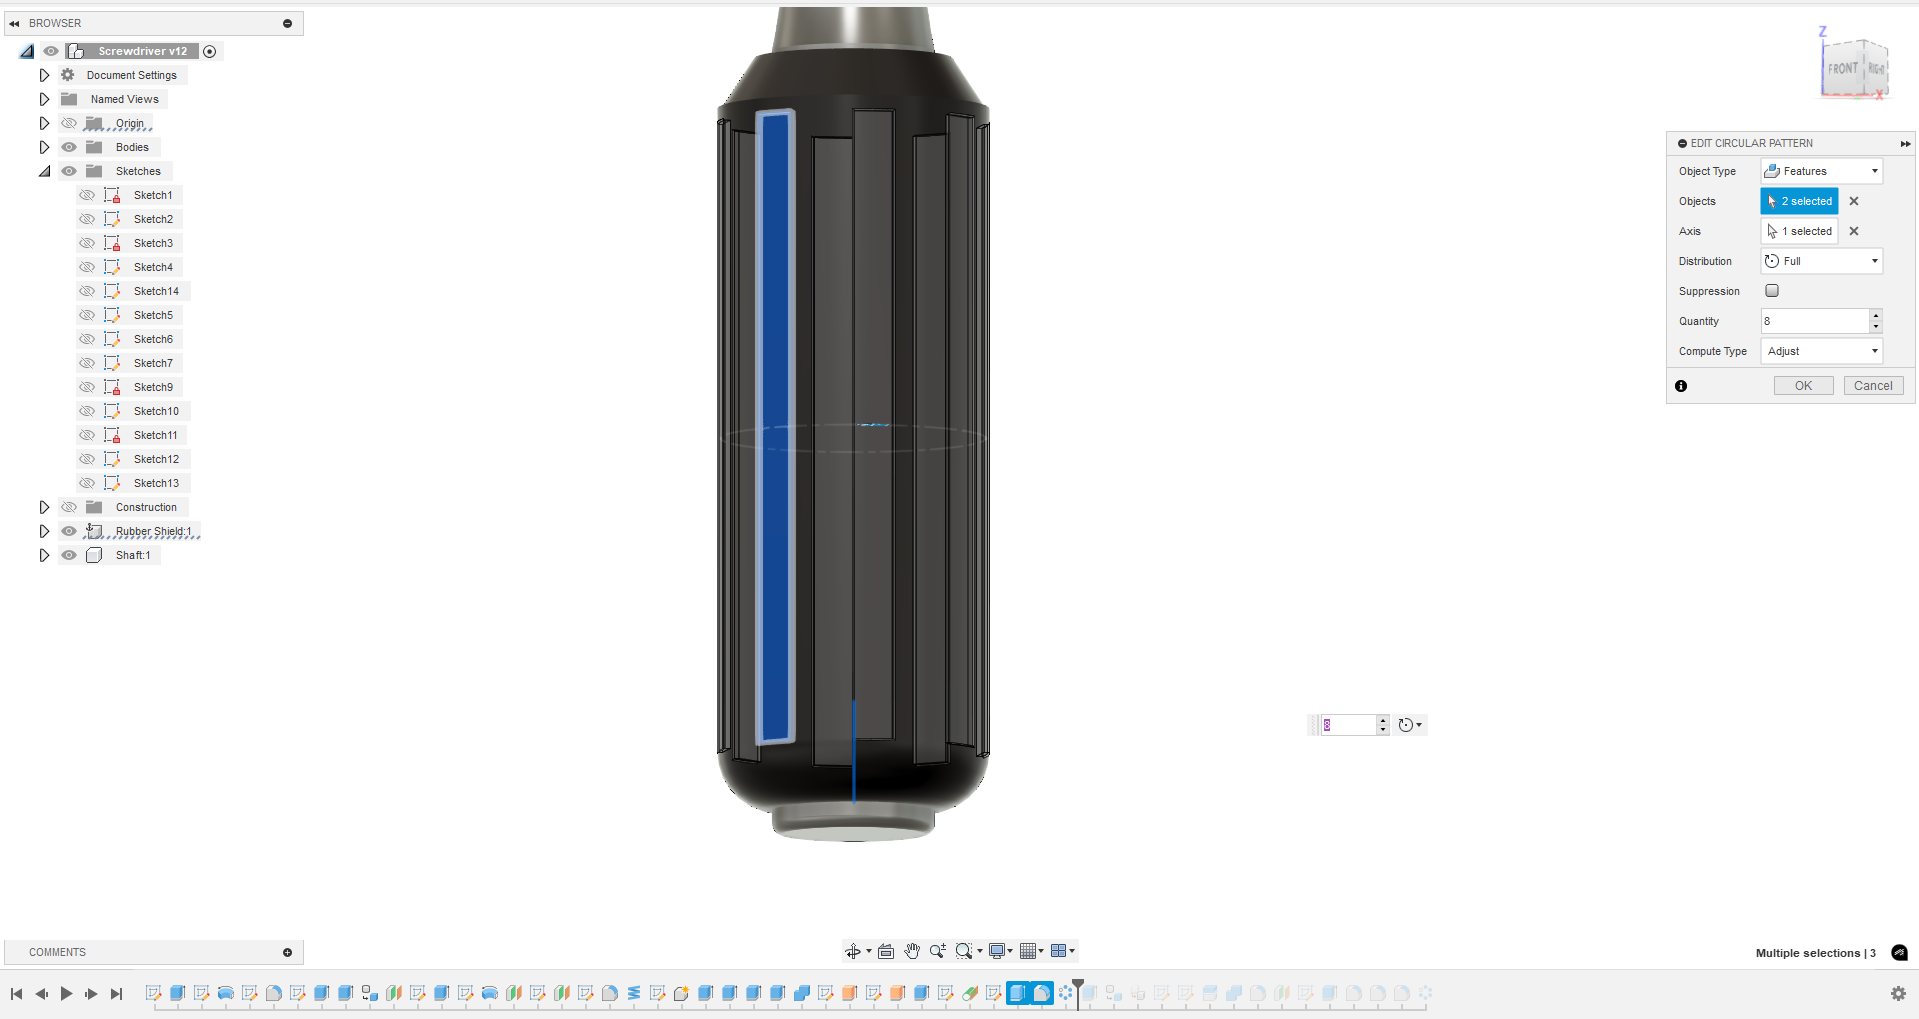 BROWSER
Screwdriver v12
Document Settings
Named Views
Origin
Bodies
Sketches
Sketch1
Sketch2
Sketch3
Sketch4
Sketch14
Sketch5
Sketch6
Sketch7
Sketch9
Sketch10
Sketch11
Sketch12
Sketch13
Construction
Rubber Shield:1
Shaft:1
Z
FRONT
RIGHT
X
EDIT CIRCULAR PATTERN
Object Type
Features
Objects
2 selected
Axis
1 selected
Distribution
Full
Suppression
Quantity
8
Compute Type
Adjust
OK
Cancel
8
COMMENTS
Multiple selections | 3